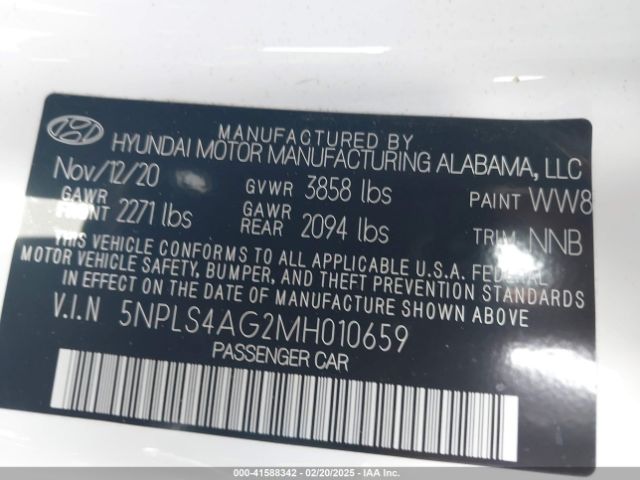 MANUFACTURED BY
HYUNDAI MOTOR MANUFACTURING ALABAMA, LLC
Nov/12/20 GVWR 3858 lbs PAINT WW8
GAWR FRONT 2271 lbs GAWR REAR 2094 lbs TRIM NNB
THIS VEHICLE CONFORMS TO ALL APPLICABLE U.S.A. FEDERAL
MOTOR VEHICLE SAFETY, BUMPER, AND THEFT PREVENTION STANDARDS
IN EFFECT ON THE DATE OF MANUFACTURE SHOWN ABOVE.
V.I.N 5NPLS4AG2MH010659
PASSENGER CAR
000-41588342 - 02/20/2025 - IAA Inc.